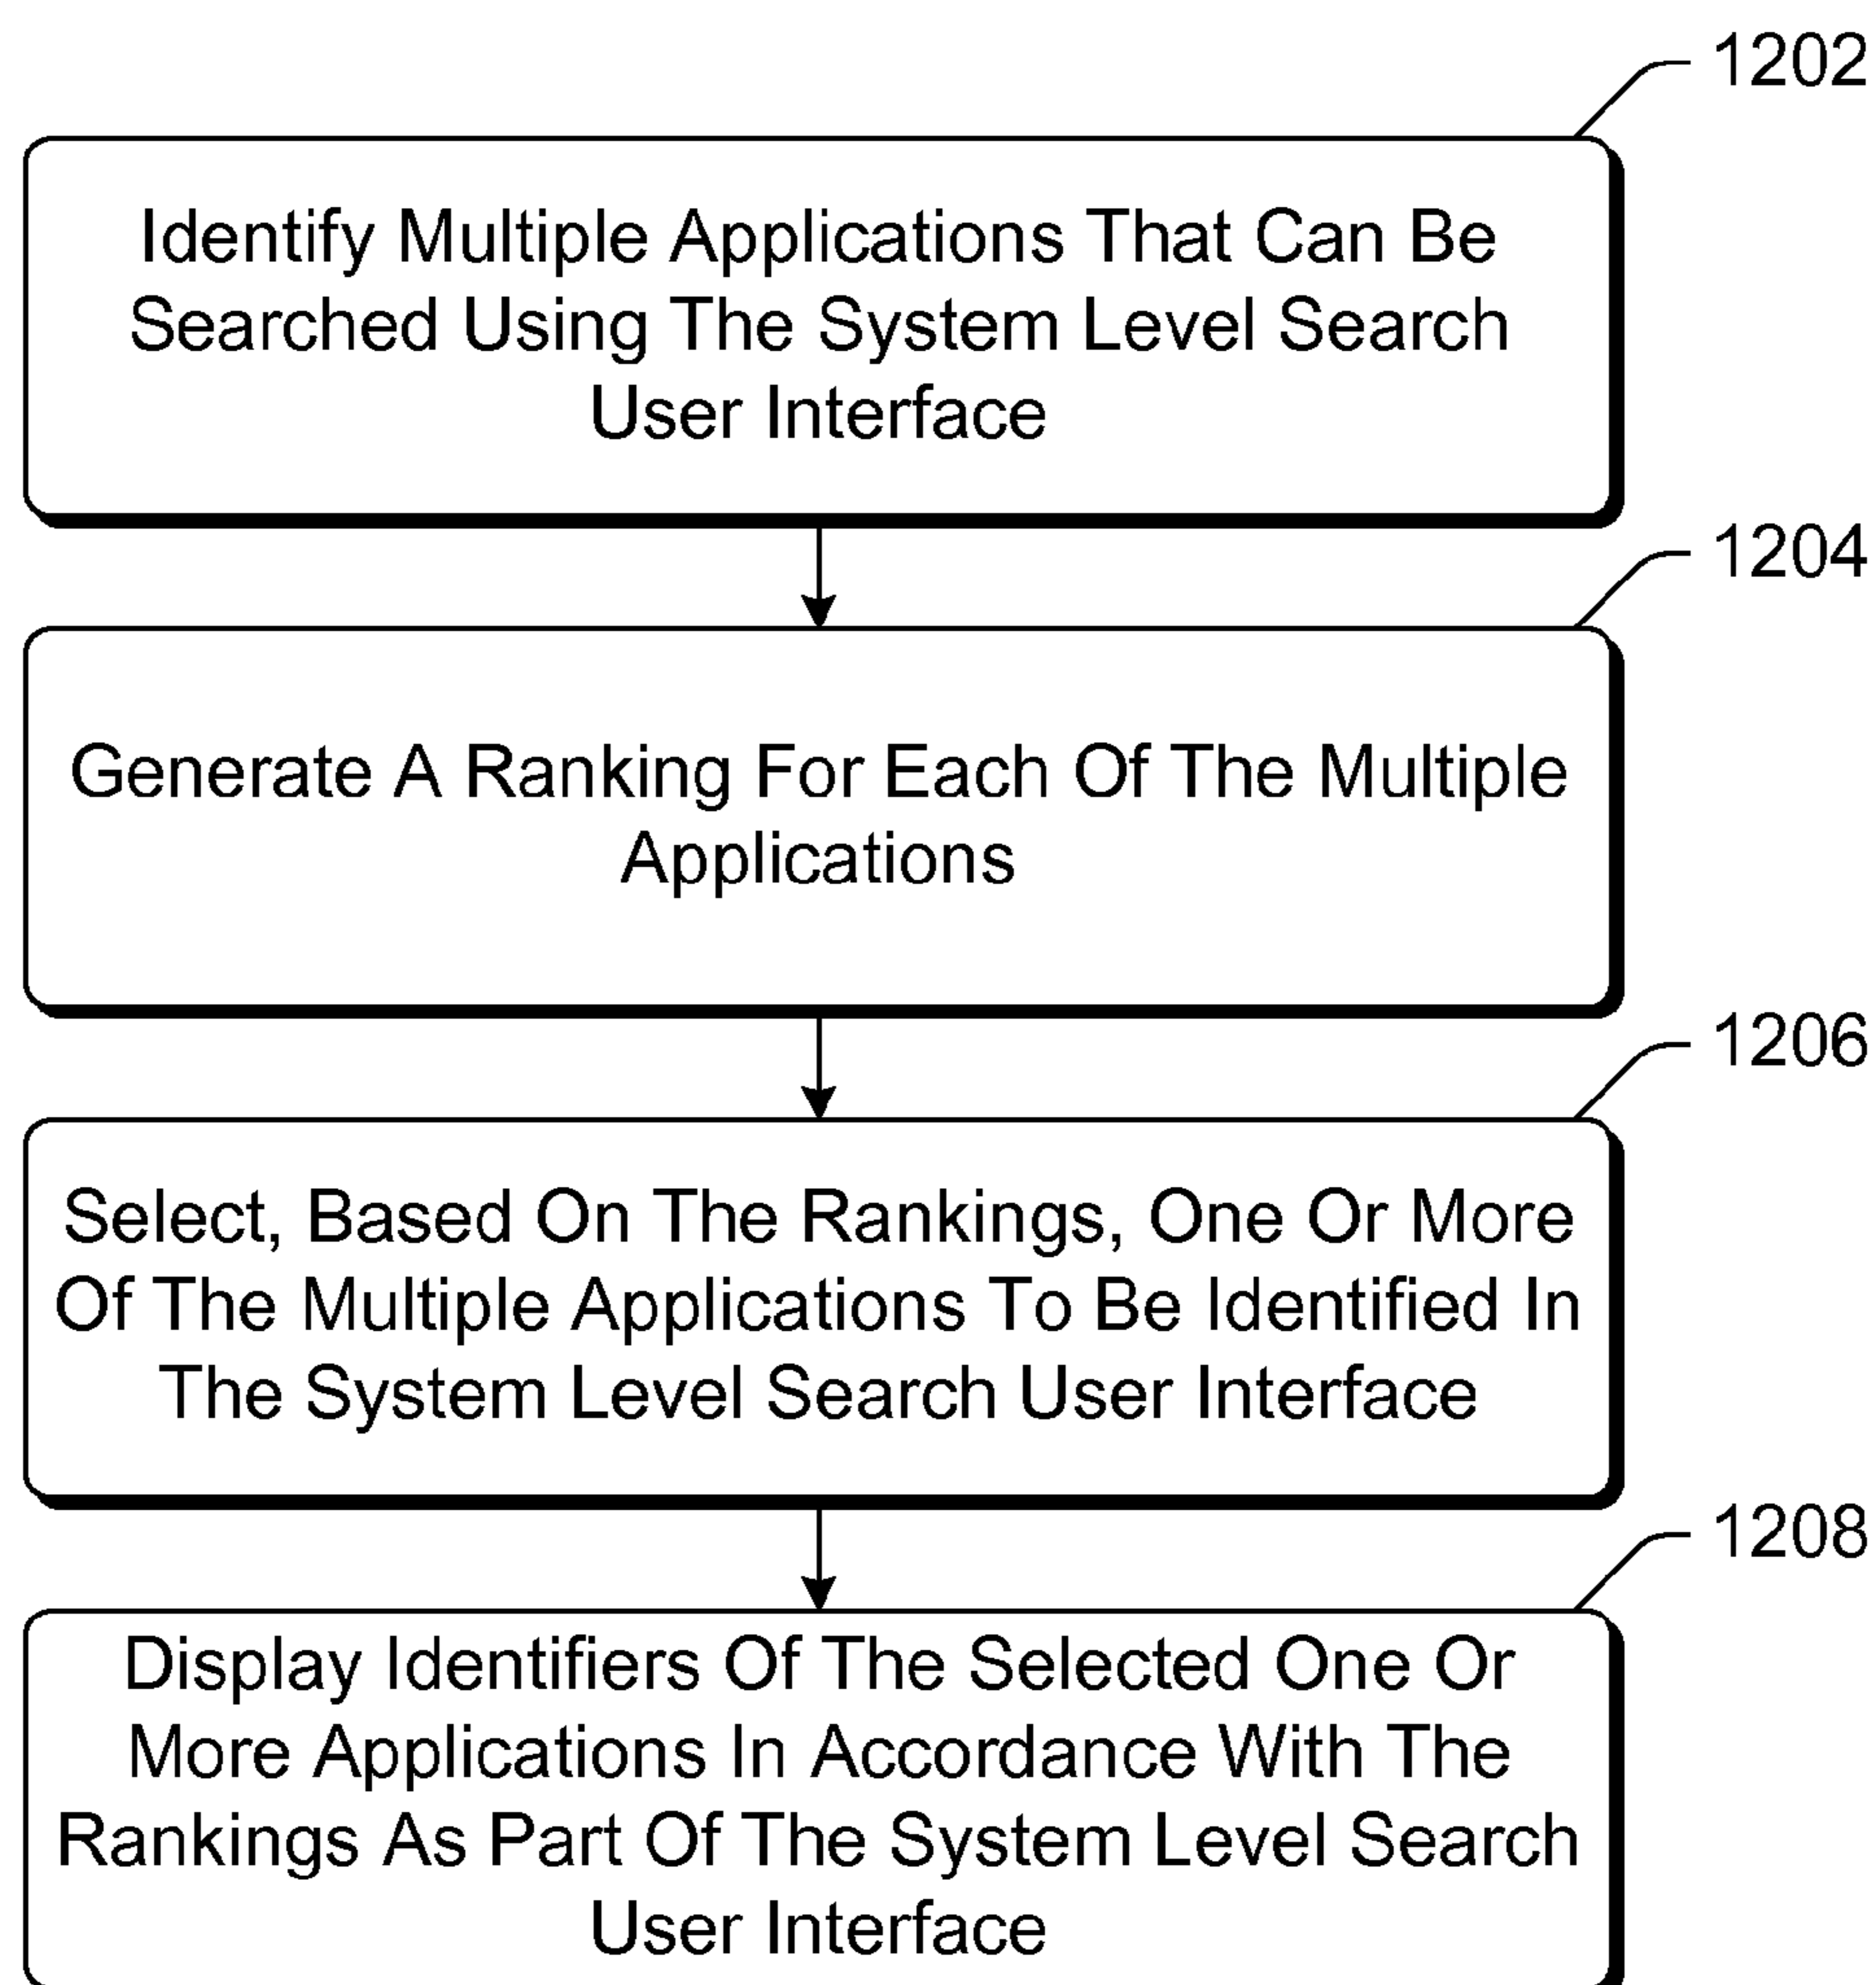 1202
Identify Multiple Applications That Can Be
Searched Using The System Level Search
User Interface
1204
Generate A Ranking For Each Of The Multiple
Applications
1206
Select, Based On The Rankings, One Or More
Of The Multiple Applications To Be Identified In
The System Level Search User Interface
1208
Display Identifiers Of The Selected One Or
More Applications In Accordance With The
Rankings As Part Of The System Level Search
User Interface